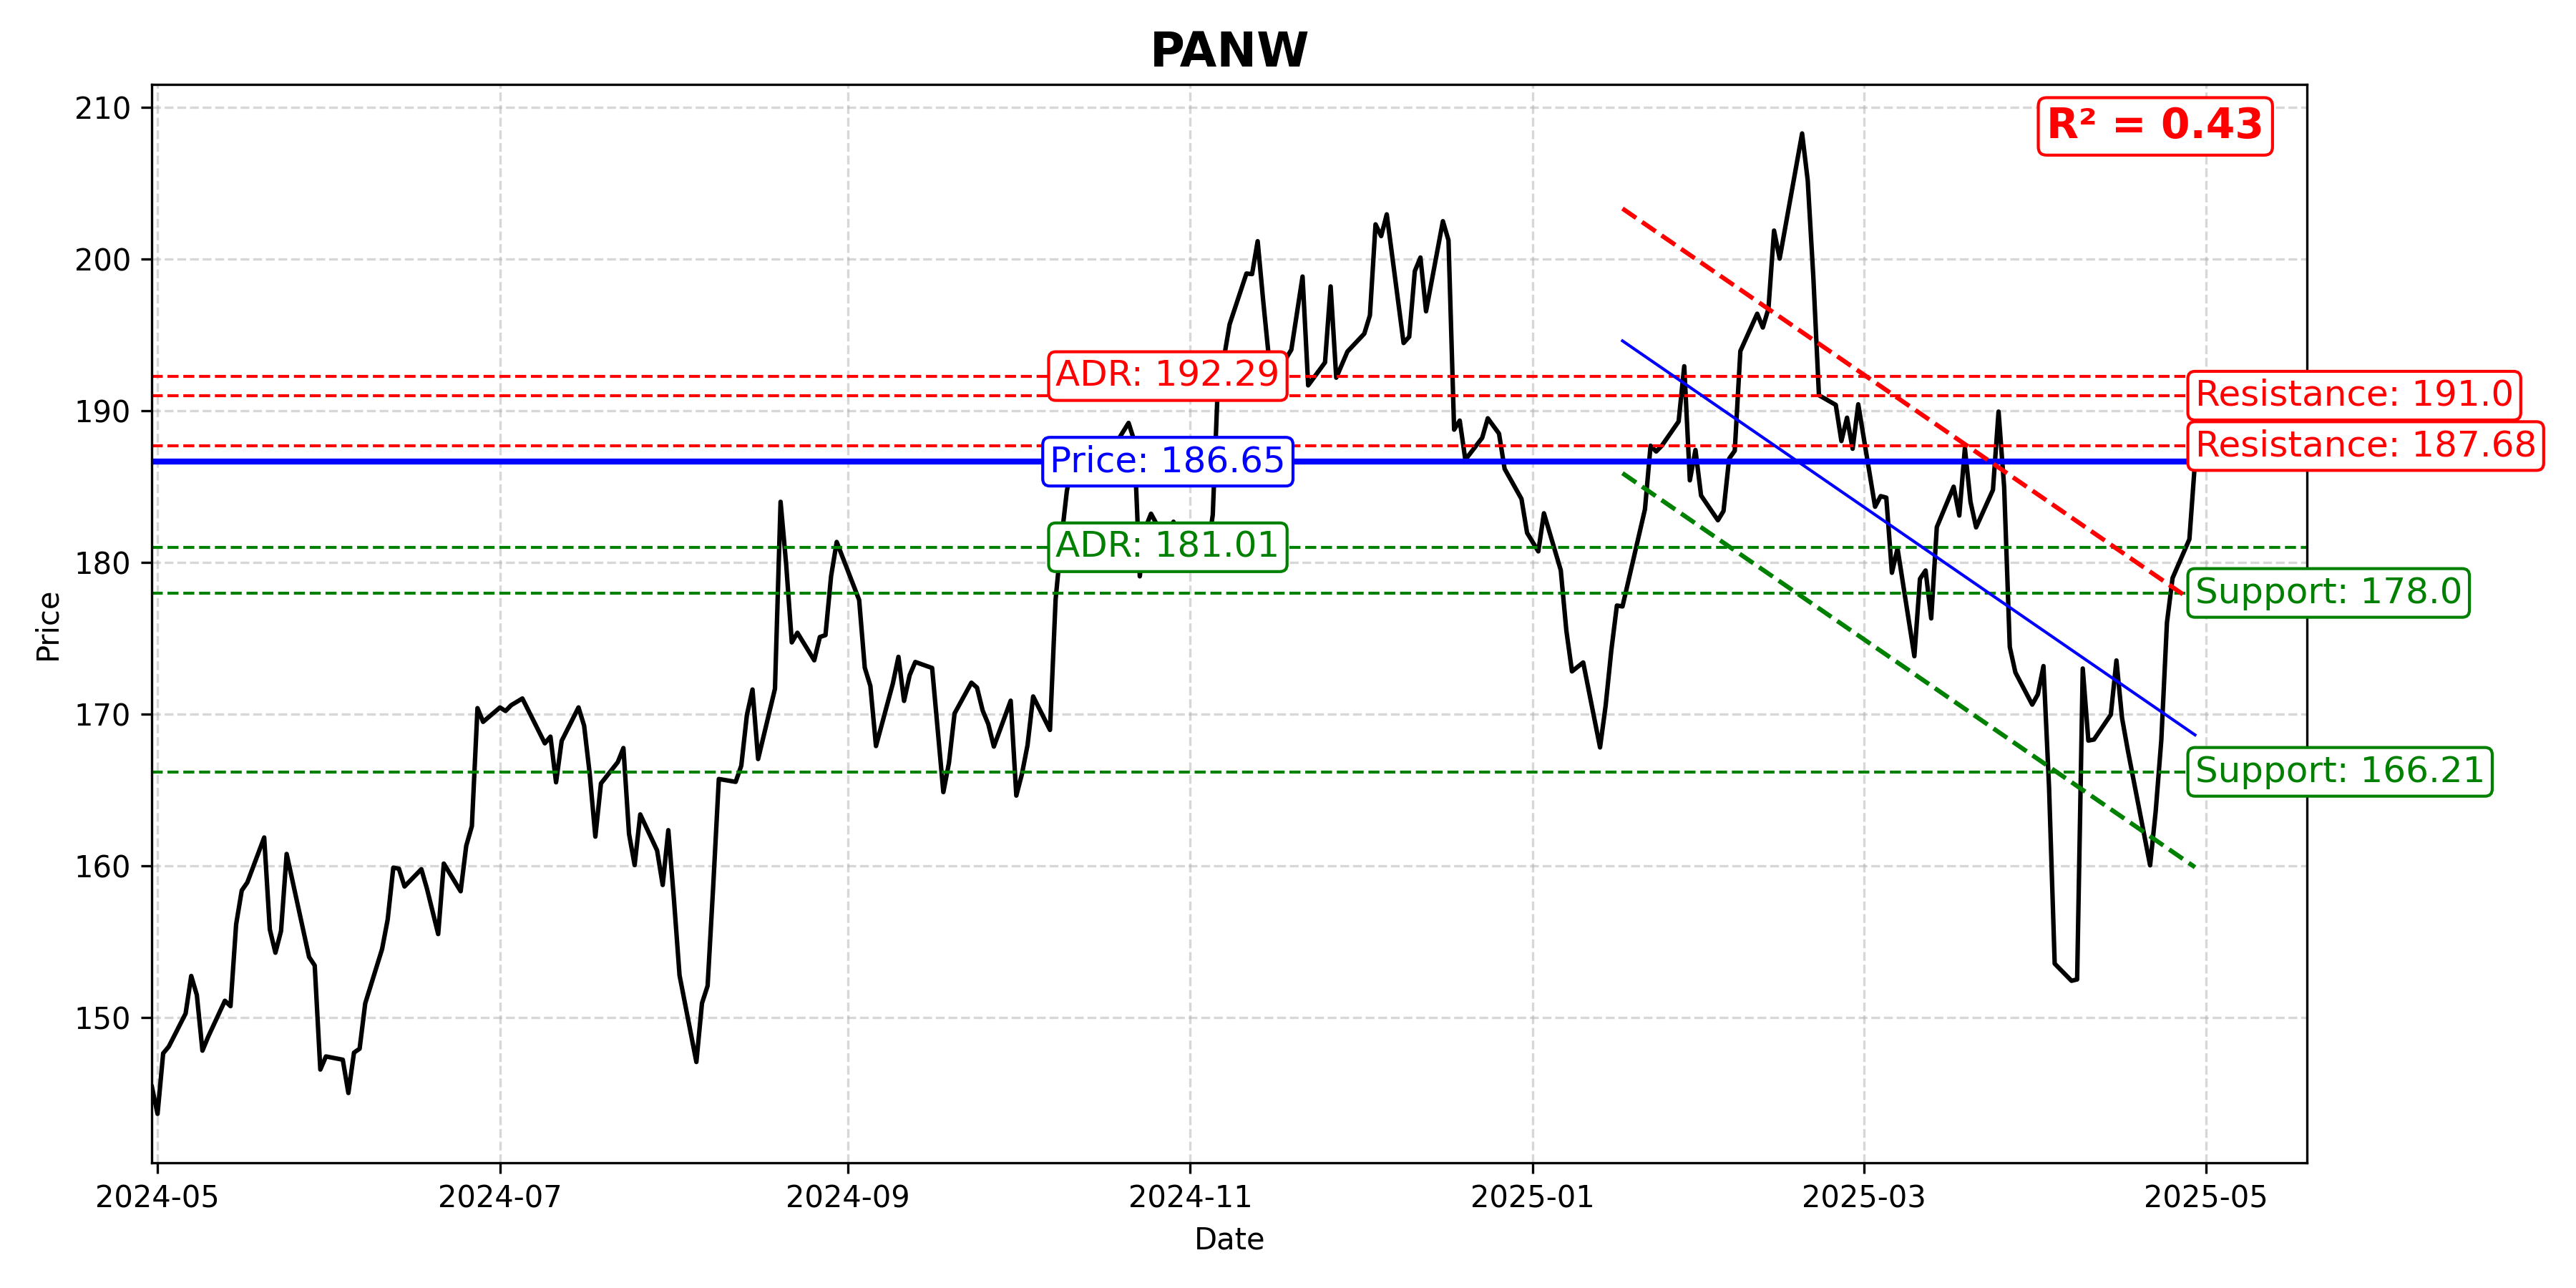 PANW
210
R² = 0.43
200
ADR: 192.29
Resistance: 191.0
190
Resistance: 187.68
Price: 186.65
ADR: 181.01
180
Support: 178.0
Price
170
Support: 166.21
160
150
2024-05 2024-07 2024-09 2024-11 2025-01 2025-03 2025-05
Date